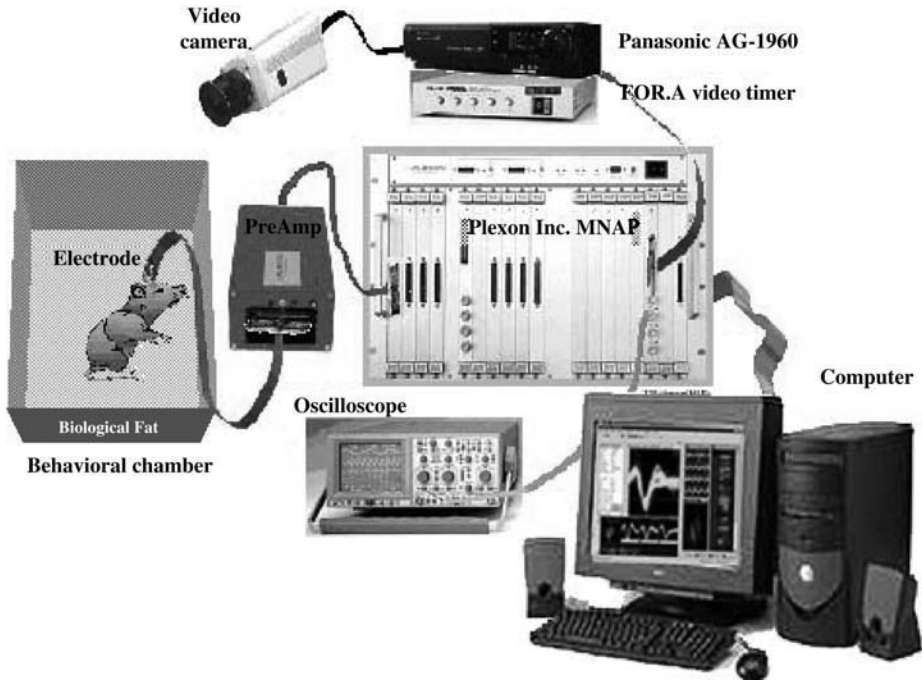 Video
camera
Panasonic AG-1960
FOR.A video timer
PreAmp
Plexon Inc. MNAP
Electrode
Computer
Oscilloscope
Biological Fat
Behavioral chamber